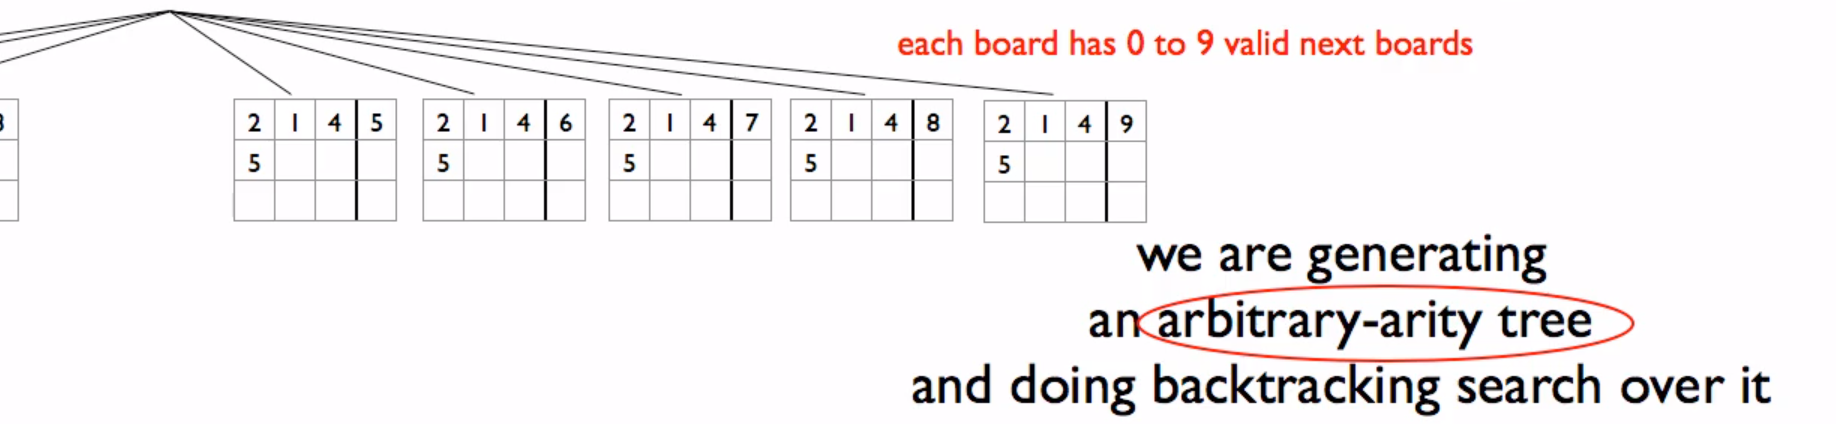 each board has 0 to 9 valid next boards
3
2 1 4 5
5
2 1 4 6
5
2 1 4 7
5
2 1 4 8
5
2 1 4 9
5
we are generating
an arbitrary-arity tree
and doing backtracking search over it